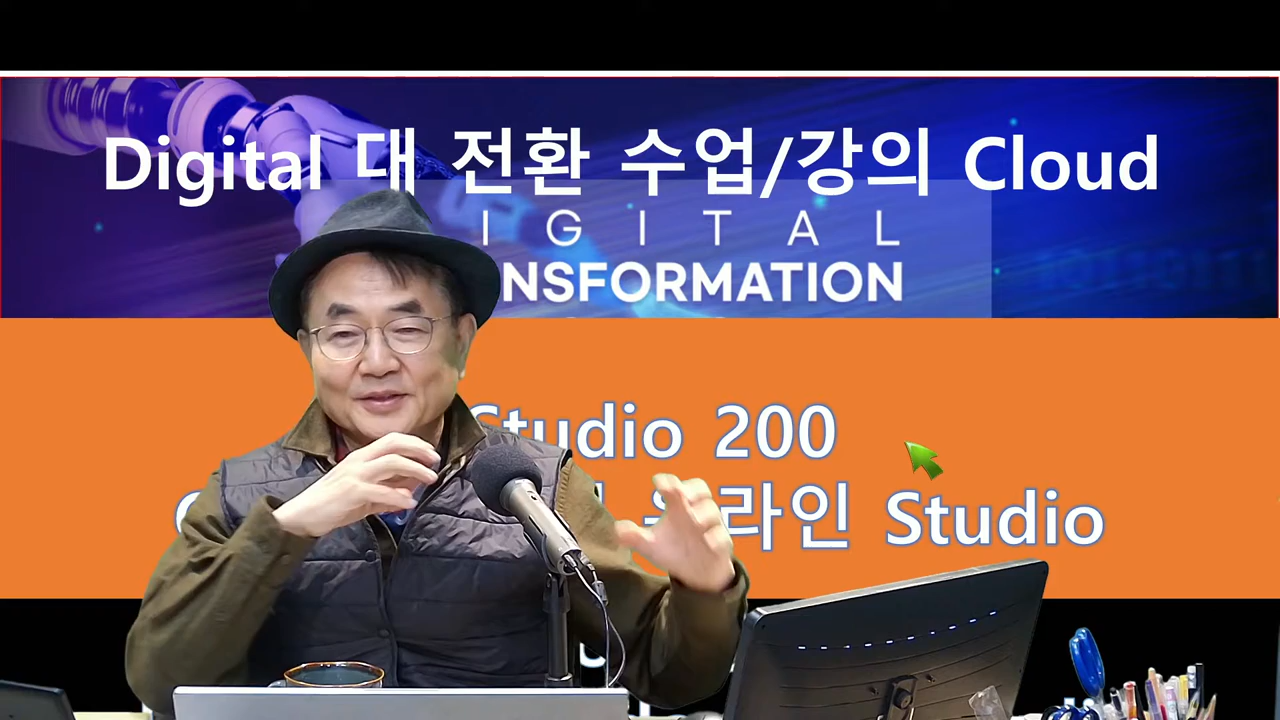 Digital 대 전환 수업/강의 Cloud
IGITAL
NSFORMATION
Studio 200
라인 Studio